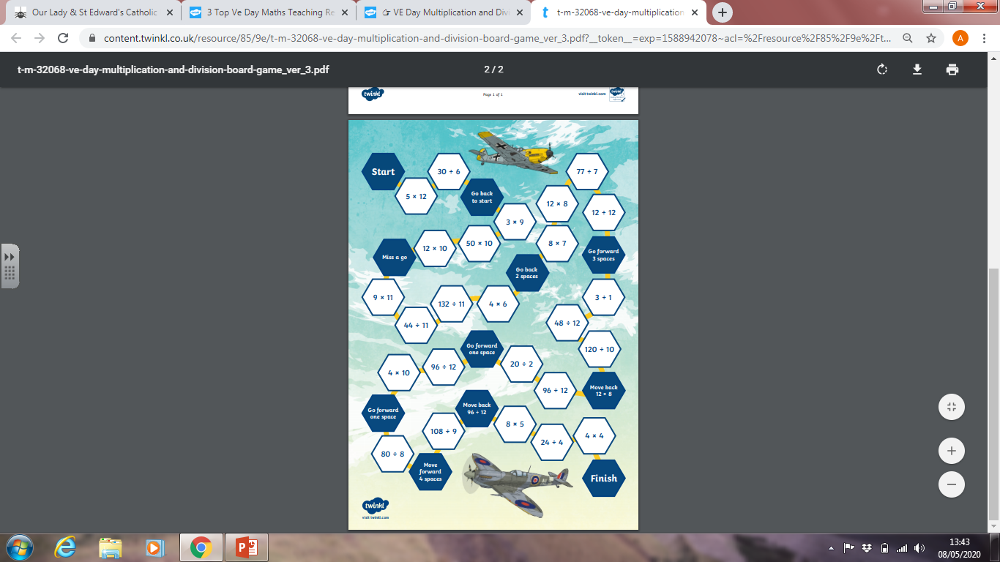 Our Lady & St Edward's Catholic
3 Top Ve Day Maths Teaching Re
VE Day Multiplication and Divi
t-m-32068-ve-day-multiplication
content.twinkl.co.uk/resource/85/9e/t-m-32068-ve-day-multiplication-and-division-board-game_ver_3.pdf?__token__=exp=1588942078~acl=%2Fresource%2F85%2F9e%2Ft...
A
t-m-32068-ve-day-multiplication-and-division-board-game_ver_3.pdf
2 / 2
twinkl
Page 1 of 1
visit twinkl.com
twinkl
Start
5 × 12
30 ÷ 6
Go back
to start
3 × 9
50 × 10
12 × 10
Miss a go
9 × 11
44 ÷ 11
132 ÷ 11
4 × 6
Go back
2 spaces
8 × 7
12 × 8
77 ÷ 7
12 ÷ 12
Go forward
3 spaces
3 ÷ 1
48 ÷ 12
120 ÷ 10
Move back
12 × 8
96 ÷ 12
20 ÷ 2
Go forward
one space
96 ÷ 12
4 × 10
Go forward
one space
80 ÷ 8
Move
forward
4 spaces
108 ÷ 9
Move back
96 ÷ 12
8 × 5
24 ÷ 4
4 × 4
Finish
twinkl
visit twinkl.com
13:43
08/05/2020